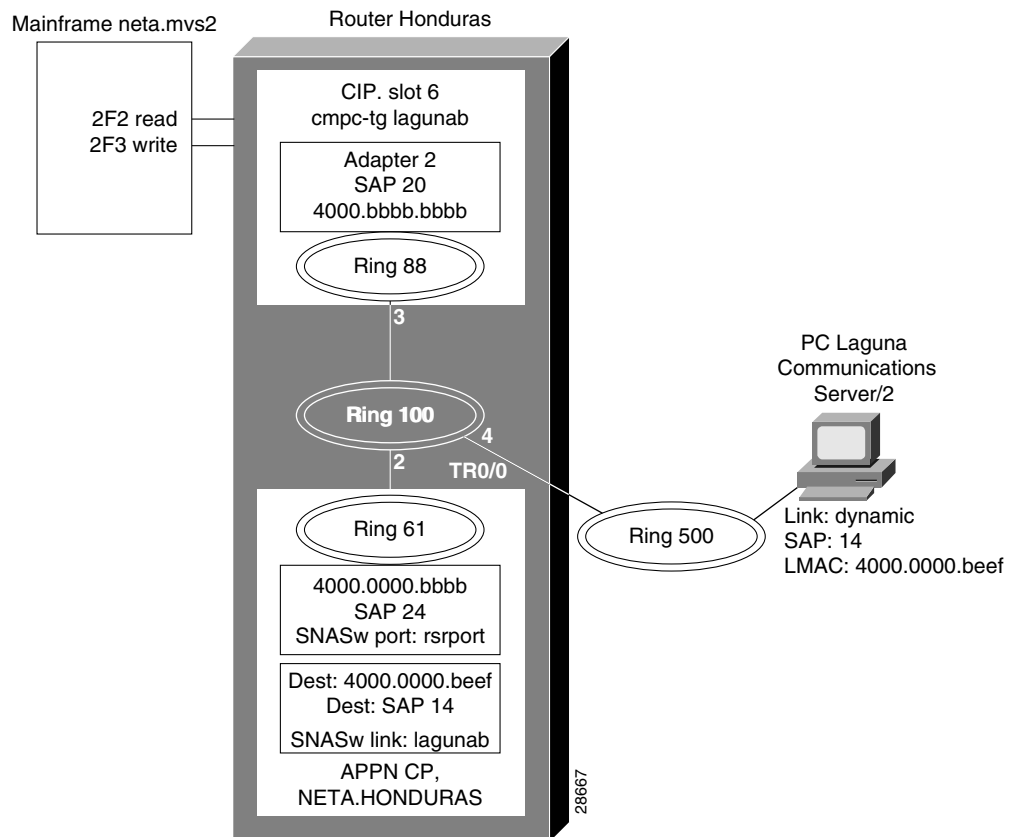 Mainframe neta.mvs2
Router Honduras
2F2 read
2F3 write
CIP. slot 6
cmpc-tg lagunab
Adapter 2
SAP 20
4000.bbbb.bbbb
Ring 88
3
Ring 100
4
2
TR0/0
PC Laguna
Communications
Server/2
Ring 500
Link: dynamic
SAP: 14
LMAC: 4000.0000.beef
Ring 61
4000.0000.bbbb
SAP 24
SNASw port: rsrport
Dest: 4000.0000.beef
Dest: SAP 14
SNASw link: lagunab
APPN CP,
NETA.HONDURAS
28667